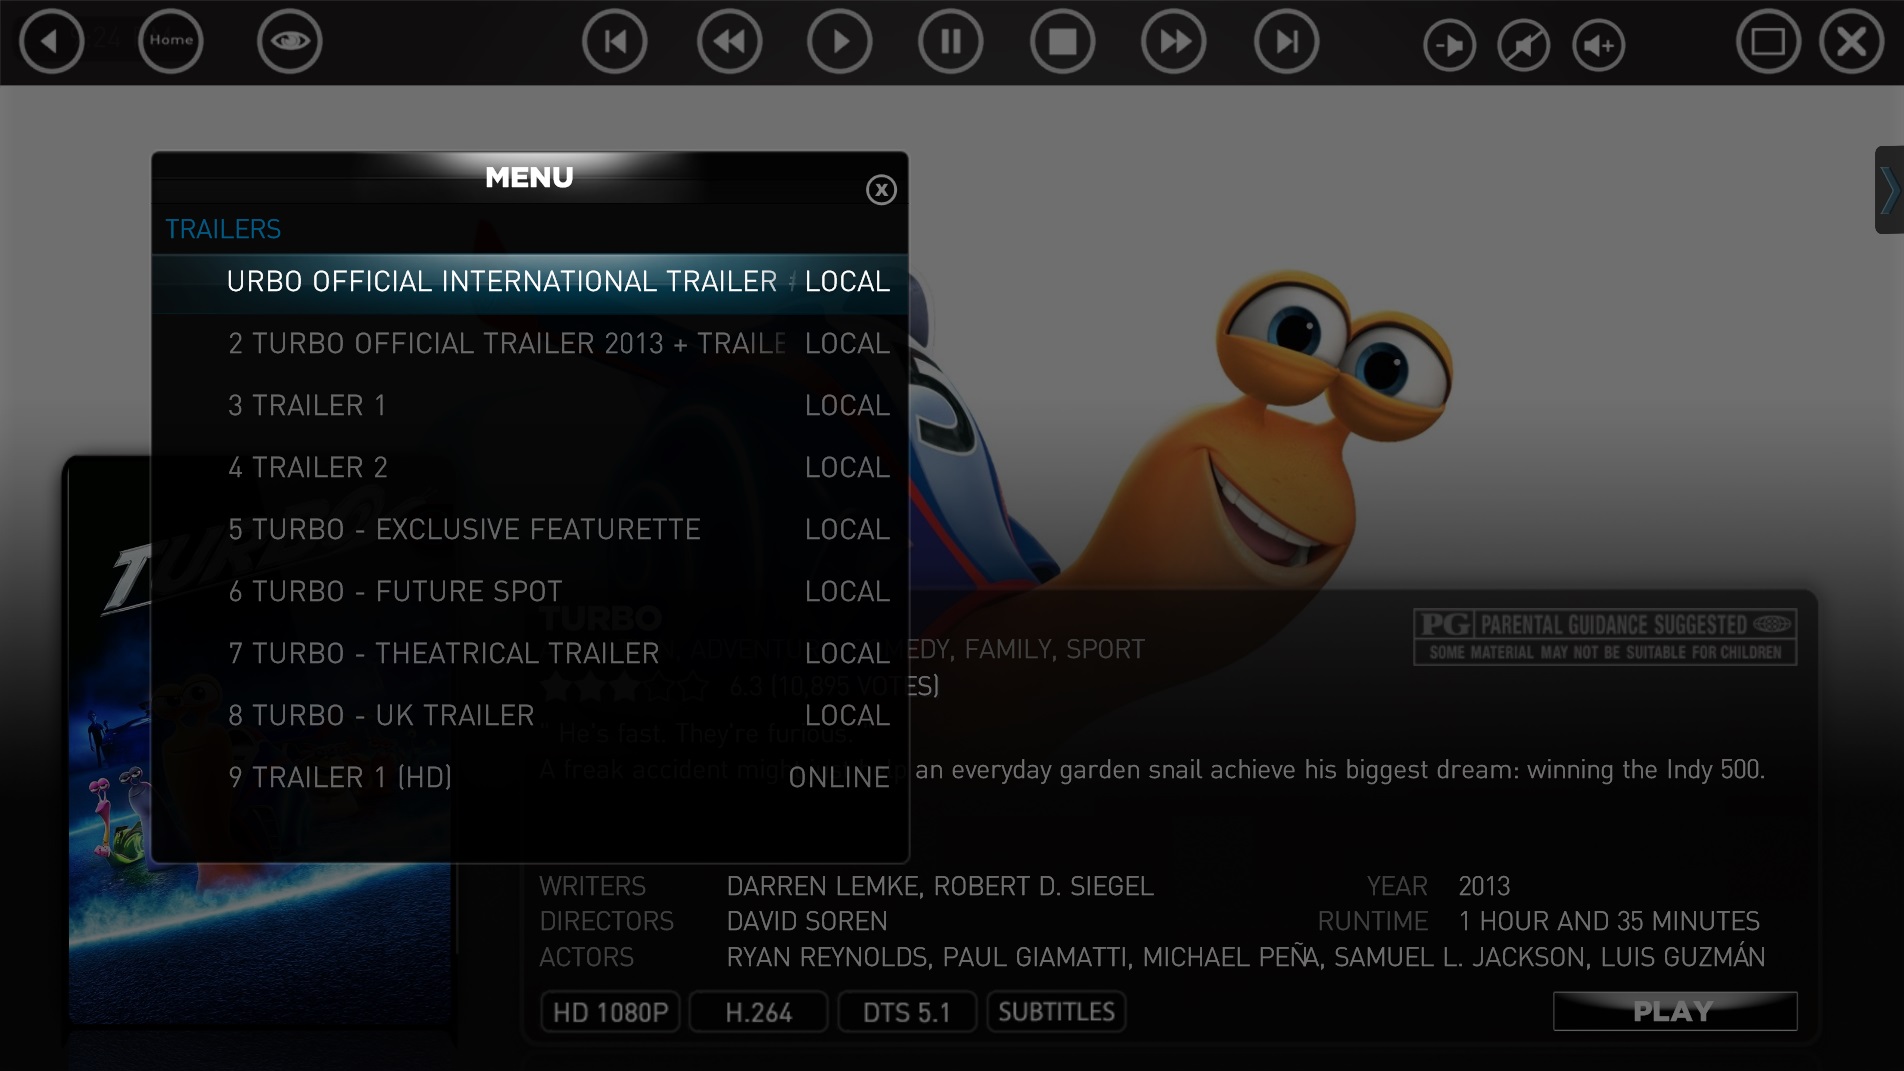 Home
MENU
TRAILERS
URBO OFFICIAL INTERNATIONAL TRAILER LOCAL
2 TURBO OFFICIAL TRAILER 2013 + TRAILE LOCAL
3 TRAILER 1 LOCAL
4 TRAILER 2 LOCAL
5 TURBO - EXCLUSIVE FEATURETTE LOCAL
6 TURBO - FUTURE SPOT LOCAL
7 TURBO - THEATRICAL TRAILER LOCAL
8 TURBO - UK TRAILER LOCAL
9 TRAILER 1 (HD) ONLINE
TURBO
5
TURBO
ADVENTURE, COMEDY, FAMILY, SPORT
6.3 (10,895 VOTES)
He's fast. They're furious.
A freak accident might help an everyday garden snail achieve his biggest dream: winning the Indy 500.
PG PARENTAL GUIDANCE SUGGESTED
SOME MATERIAL MAY NOT BE SUITABLE FOR CHILDREN
WRITERS DARREN LEMKE, ROBERT D. SIEGEL YEAR 2013
DIRECTORS DAVID SOREN RUNTIME 1 HOUR AND 35 MINUTES
ACTORS RYAN REYNOLDS, PAUL GIAMATTI, MICHAEL PEÑA, SAMUEL L. JACKSON, LUIS GUZMÁN
HD 1080P H.264 DTS 5.1 SUBTITLES PLAY